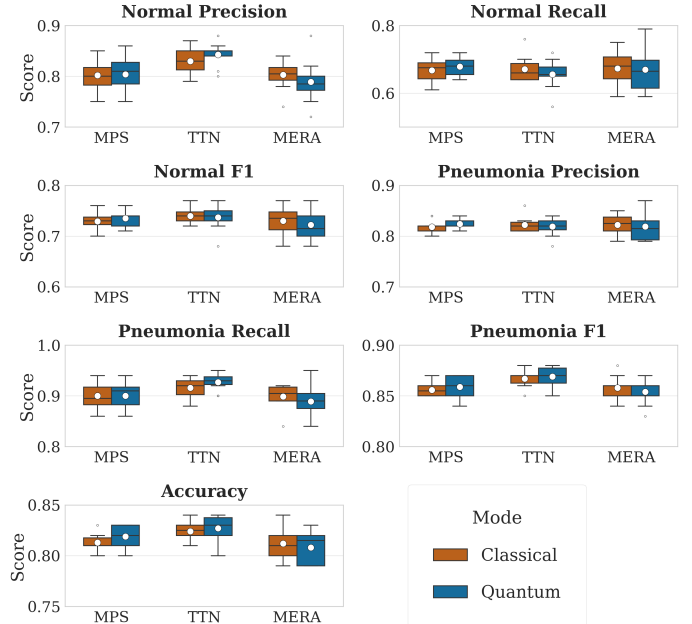 Normal Precision
0.9
0.8
0.7
Score
MPS TTN MERA
Normal Recall
0.8
0.6
MPS TTN MERA
Normal F1
0.8
0.7
0.6
Score
MPS TTN MERA
Pneumonia Precision
0.9
0.8
0.7
MPS TTN MERA
Pneumonia Recall
1.0
0.9
0.8
Score
MPS TTN MERA
Pneumonia F1
0.90
0.85
0.80
MPS TTN MERA
Accuracy
0.85
0.80
0.75
Score
MPS TTN MERA
Mode
Classical
Quantum